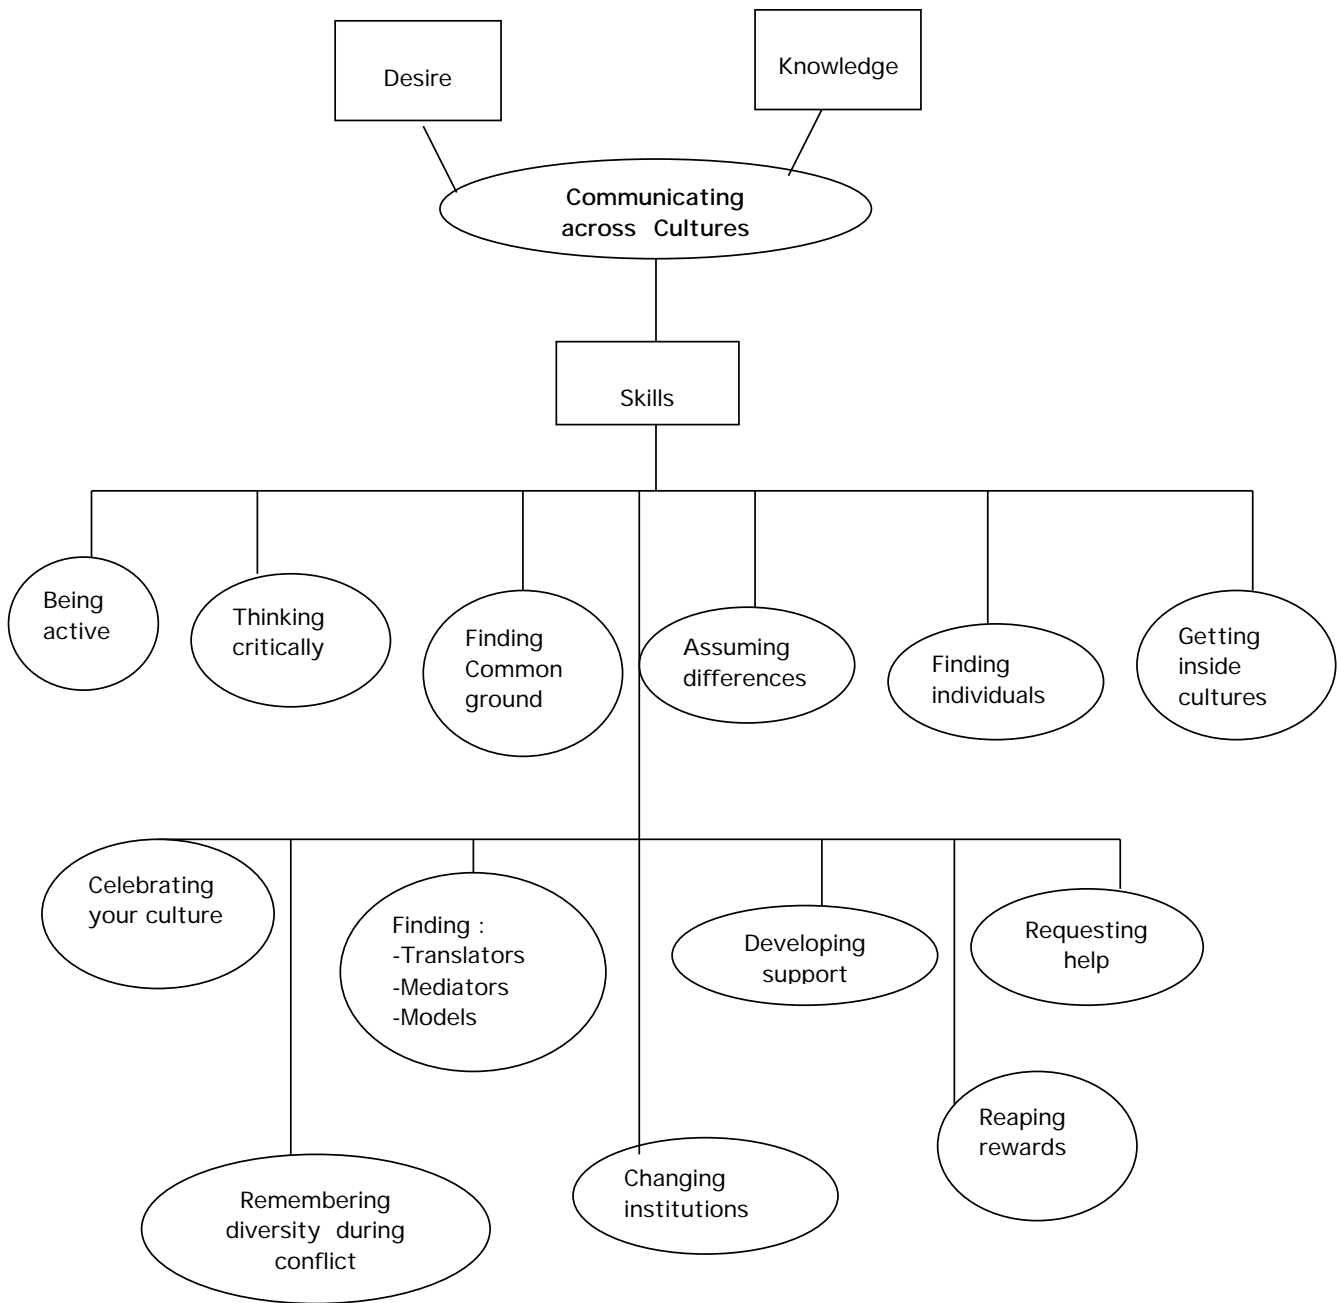 Desire
Knowledge
Communicating
across Cultures
Skills
Being
active
Thinking
critically
Finding
Common
ground
Assuming
differences
Finding
individuals
Getting
inside
cultures
Celebrating
your culture
Finding :
-Translators
-Mediators
-Models
Developing
support
Requesting
help
Reaping
rewards
Remembering
diversity during
conflict
Changing
institutions